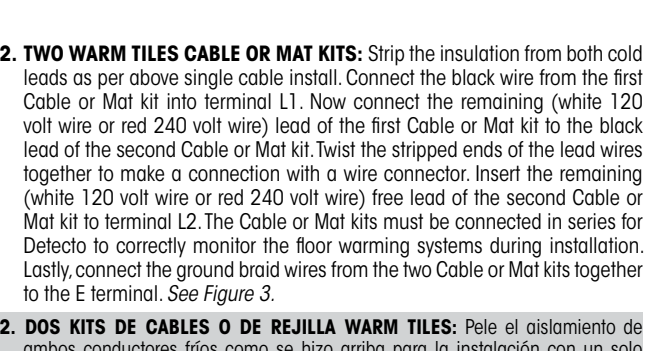 2. TWO WARM TILES CABLE OR MAT KITS: Strip the insulation from both cold
leads as per above single cable install. Connect the black wire from the first
Cable or Mat kit into terminal L1. Now connect the remaining (white 120
volt wire or red 240 volt wire) lead of the first Cable or Mat kit to the black
lead of the second Cable or Mat kit. Twist the stripped ends of the lead wires
together to make a connection with a wire connector. Insert the remaining
(white 120 volt wire or red 240 volt wire) free lead of the second Cable or
Mat kit to terminal L2. The Cable or Mat kits must be connected in series for
Detecto to correctly monitor the floor warming systems during installation.
Lastly, connect the ground braid wires from the two Cable or Mat kits together
to the E terminal. See Figure 3.
2. DOS KITS DE CABLES O DE REJILLA WARM TILES: Pele el aislamiento de
ambos conductores fríos como se hizo arriba para la instalación con un solo